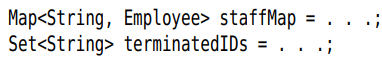 Map<String, Employee> staffMap = . . .;
Set<String> terminatedIDs = . . .;